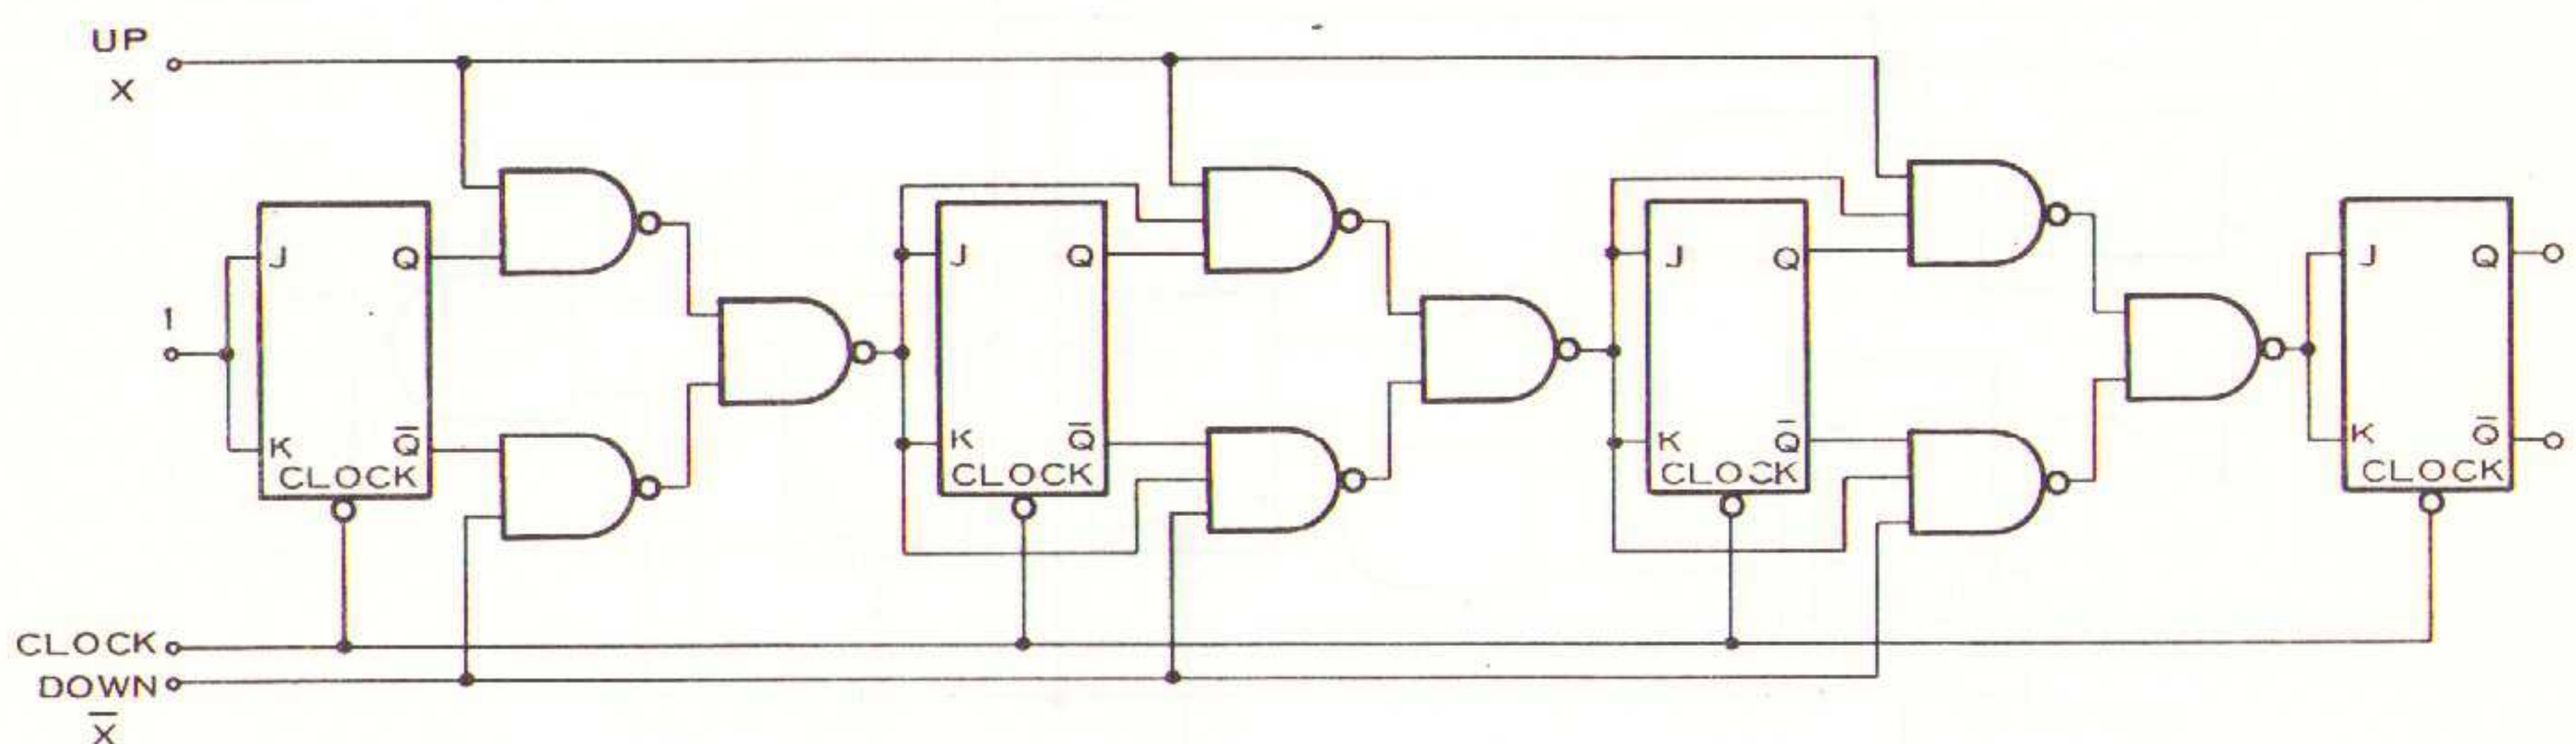 UP
X
1
J Q
K Q̅
CLOCK
J Q
K Q̅
CLOCK
J Q
K Q̅
CLOCK
J Q
K Q̅
CLOCK
CLOCK
DOWN
X̅